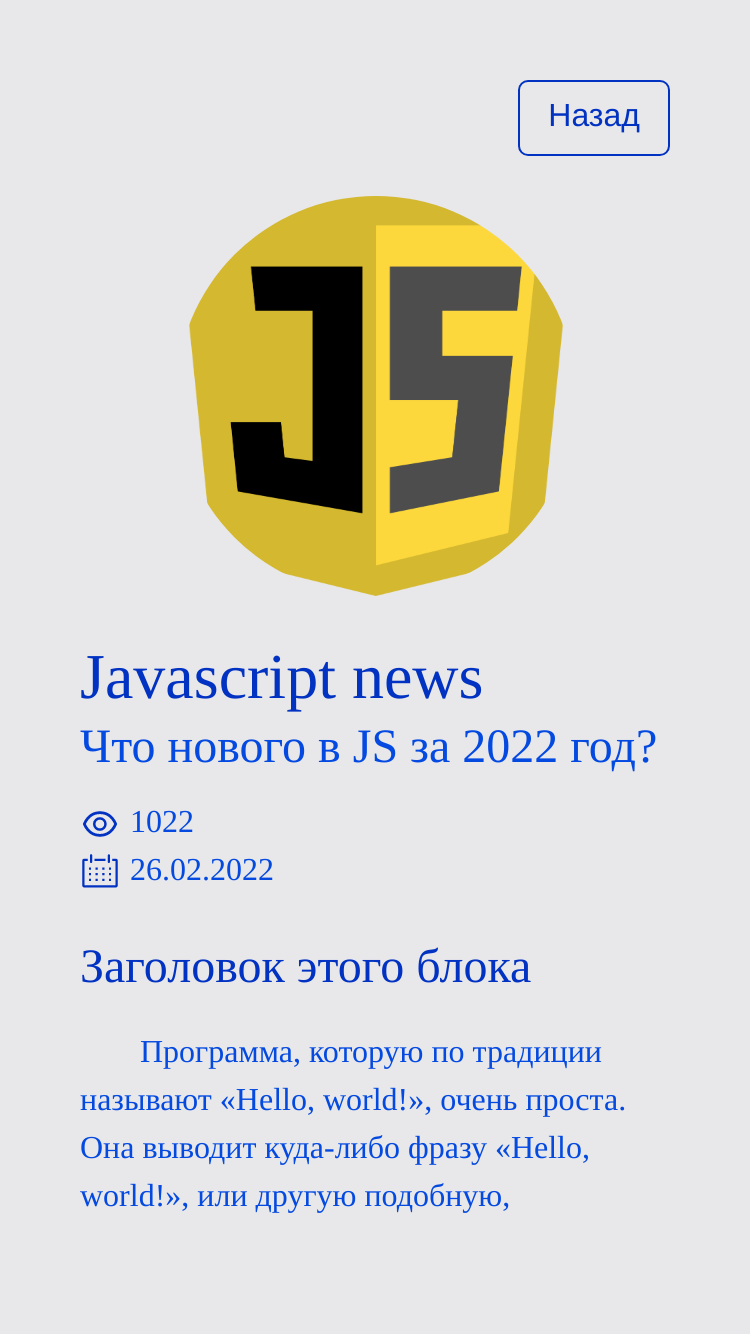 Назад
JS
Javascript news
Что нового в JS за 2022 год?
1022
26.02.2022
Заголовок этого блока
Программа, которую по традиции
называют «Hello, world!», очень проста.
Она выводит куда-либо фразу «Hello,
world!», или другую подобную,